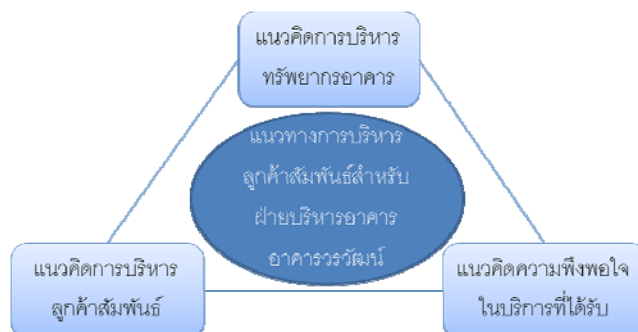 แนวคิดการบริหาร
ทรัพยากรอาคาร
แนวทางการบริหาร
ลูกค้าสัมพันธ์สำหรับ
ฝ่ายบริหารอาคาร
อาคารวรวัฒน์
แนวคิดการบริหาร
ลูกค้าสัมพันธ์
แนวคิดความพึงพอใจ
ในบริการที่ได้รับ